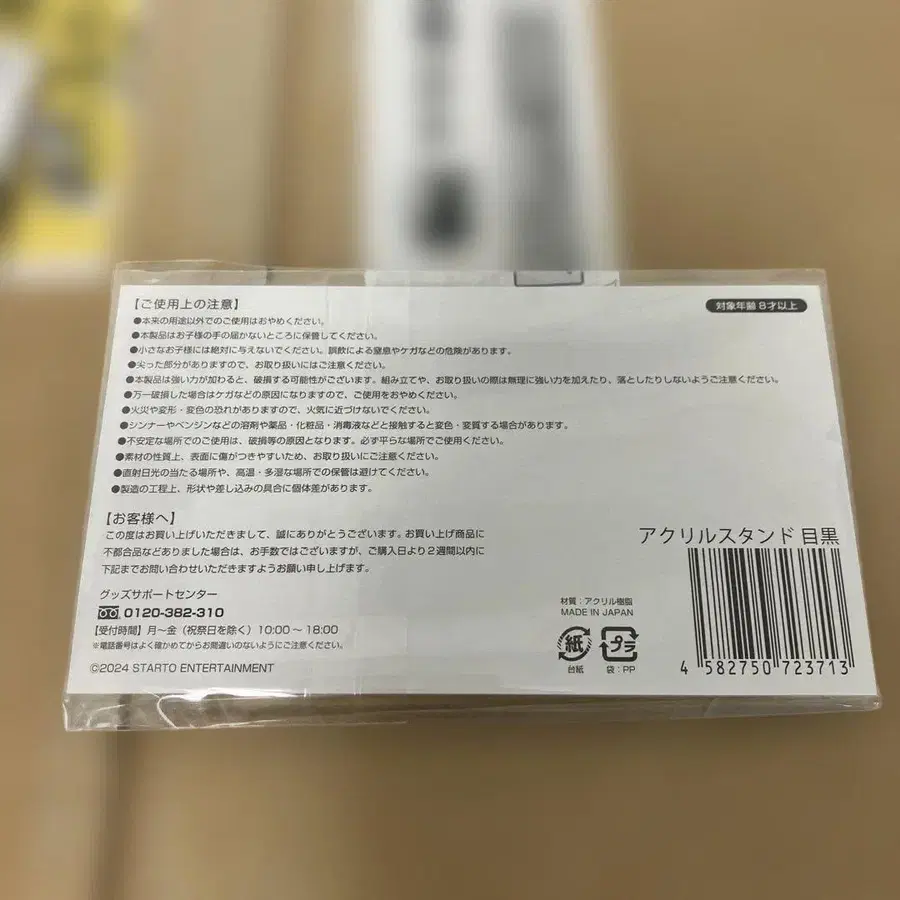 【ご使用上の注意】
対象年齢 8才以上
●本来の用途以外でのご使用はおやめください。
●本製品はお子様の手の届かないところに保管してください。
●小さなお子様には絶対に与えないでください。誤飲による窒息やケガなどの危険があります。
●尖った部分がありますので、お取り扱いにはご注意ください。
●本製品は強い力が加わると、破損する可能性がございます。組み立てや、お取り扱いの際は無理に強い力を加えたり、落としたりしないようご注意ください。
●万一破損した場合はケガなどの原因になりますので、ご使用をおやめください。
●火災や変形・変色の恐れがありますので、火気に近づけないでください。
●シンナーやベンジンなどの溶剤や薬品・化粧品・消毒液などと接触すると変色・変質する場合があります。
●不安定な場所でのご使用は、破損等の原因となります。必ず平らな場所でご使用ください。
●素材の性質上、表面に傷がつきやすいため、お取り扱いにご注意ください。
●直射日光の当たる場所や、高温・多湿な場所での保管は避けてください。
●製造の工程上、形状や差し込みの具合に個体差があります。
【お客様へ】
この度はお買い上げいただきまして、誠にありがとうございます。お買い上げ商品に
不都合品などありました場合は、お手数ではございますが、ご購入日より2週間以内に
下記までお問い合わせいただきますようお願い申し上げます。
グッズサポートセンター
0120-382-310
【受付時間】月～金（祝祭日を除く）10:00～18:00
※電話番号はよく確かめてからお間違いのないようにご注意ください。
©2024 STARTO ENTERTAINMENT
アクリルスタンド 目黒
材質：アクリル樹脂
MADE IN JAPAN
紙
プラ
台紙
袋：PP
4 582750 723713